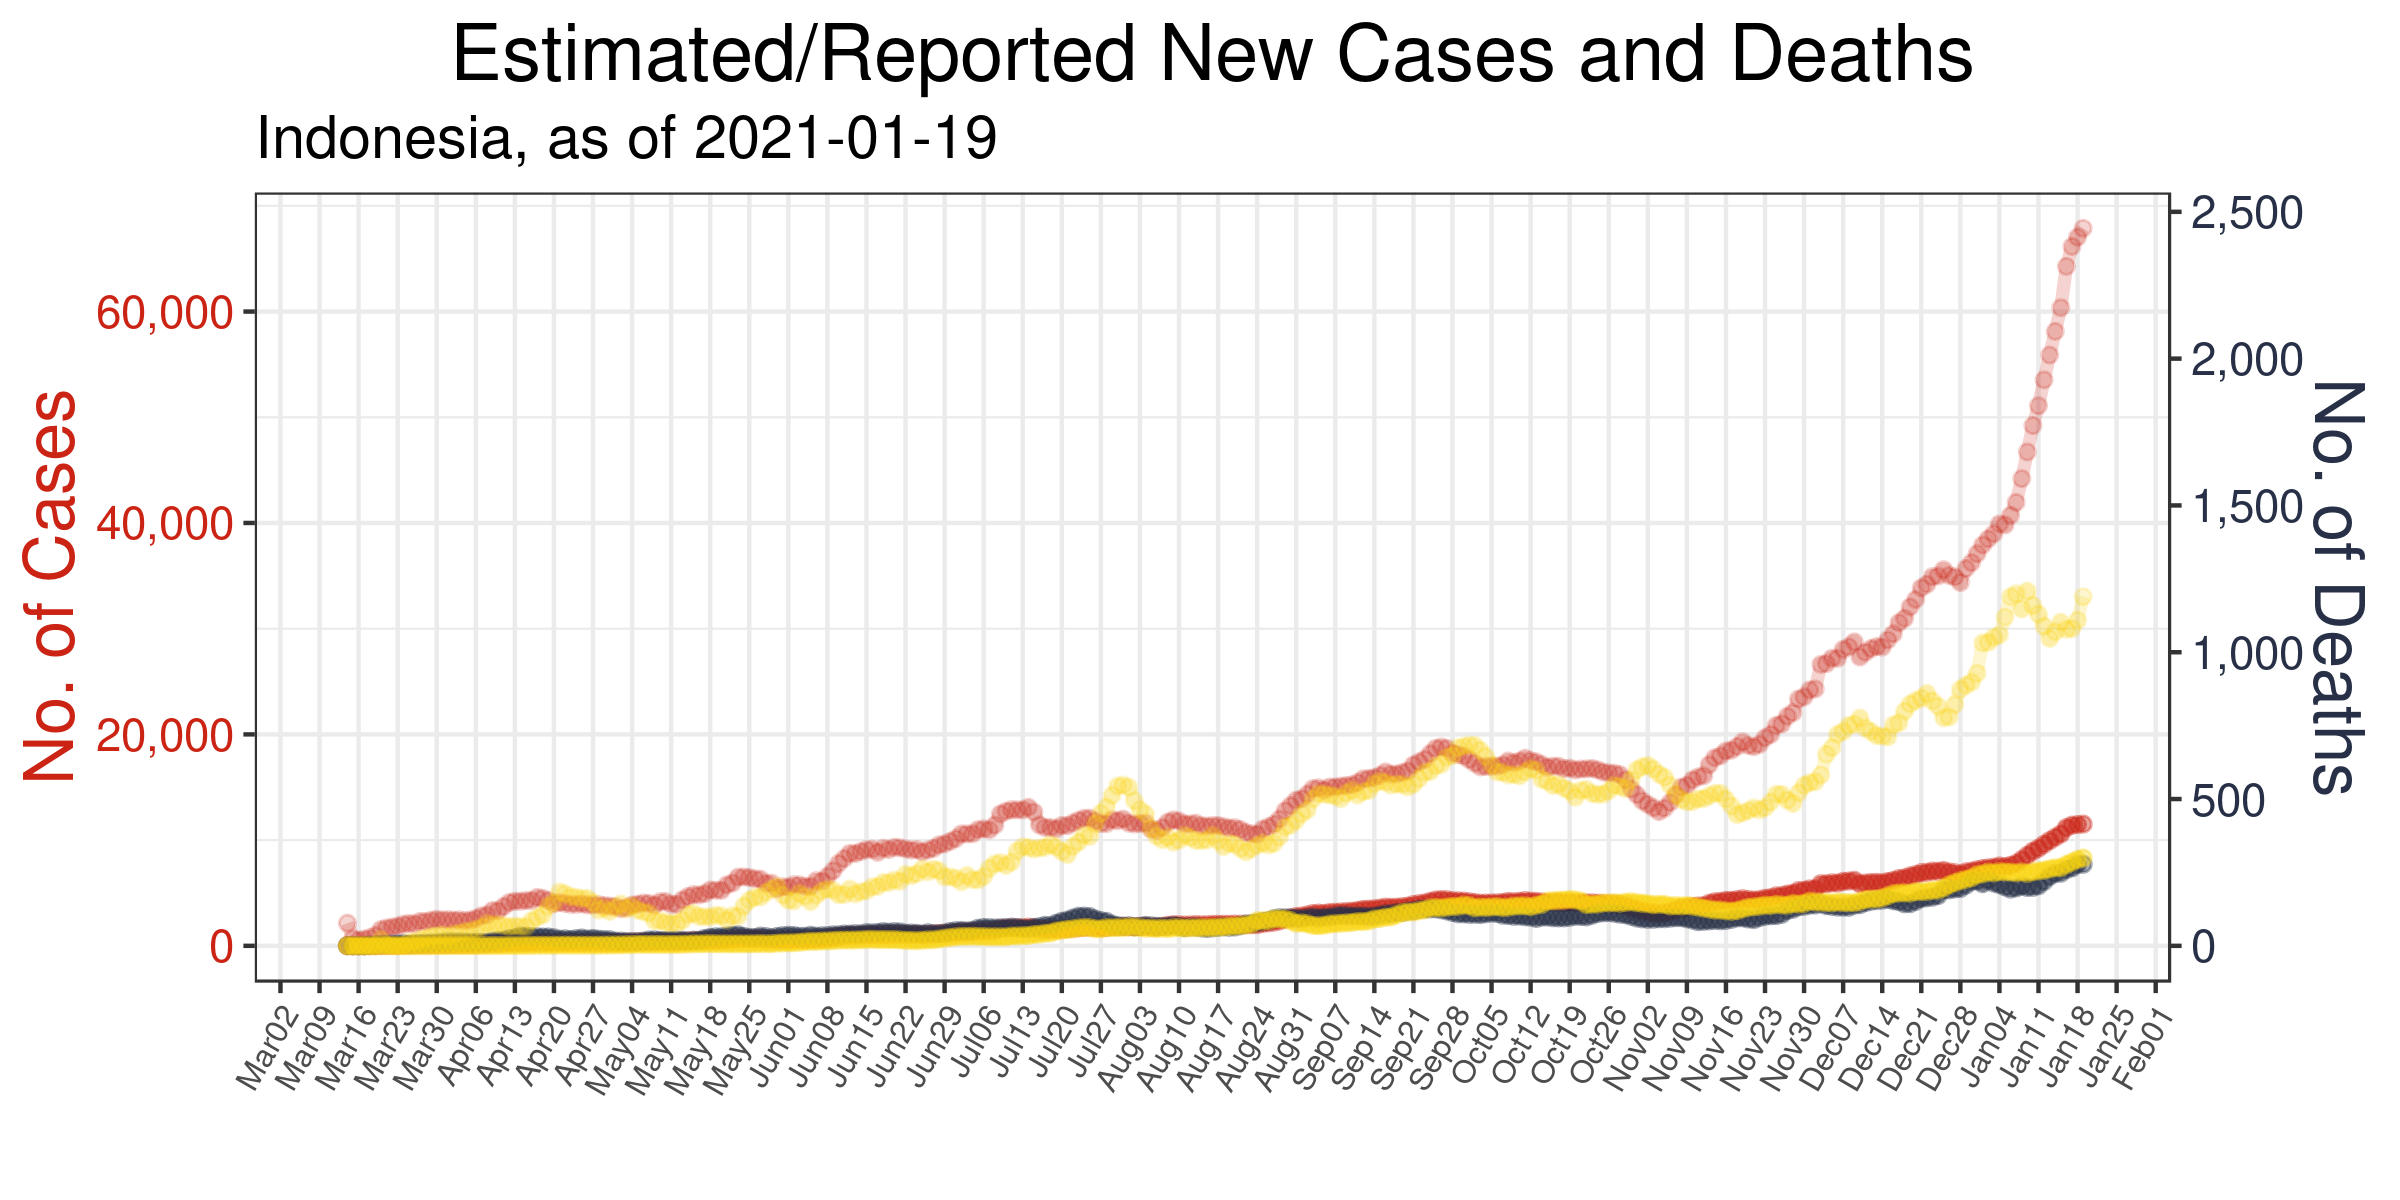 Estimated/Reported New Cases and Deaths
Indonesia, as of 2021-01-19
No. of Cases
60,000
40,000
20,000
0
2,500
2,000
1,500
1,000
500
0
No. of Deaths
Mar02
Mar09
Mar16
Mar23
Mar30
Apr06
Apr13
Apr20
Apr27
May04
May11
May18
May25
Jun01
Jun08
Jun15
Jun22
Jun29
Jul06
Jul13
Jul20
Jul27
Aug03
Aug10
Aug17
Aug24
Aug31
Sep07
Sep14
Sep21
Sep28
Oct05
Oct12
Oct19
Oct26
Nov02
Nov09
Nov16
Nov23
Nov30
Dec07
Dec14
Dec21
Dec28
Jan04
Jan11
Jan18
Jan25
Feb01